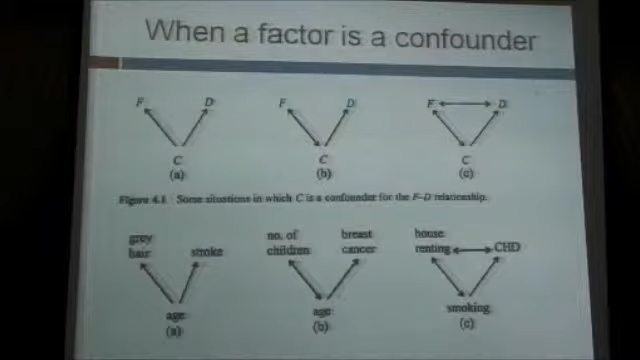 When a factor is a confounder
F D F D F D
C C C
(a) (b) (c)
Figure 4.1 Some situations in which C is a confounder for the F-D relationship.
grey hair stroke no. of children breast cancer house renting CHD
age age smoking
(a) (b) (c)